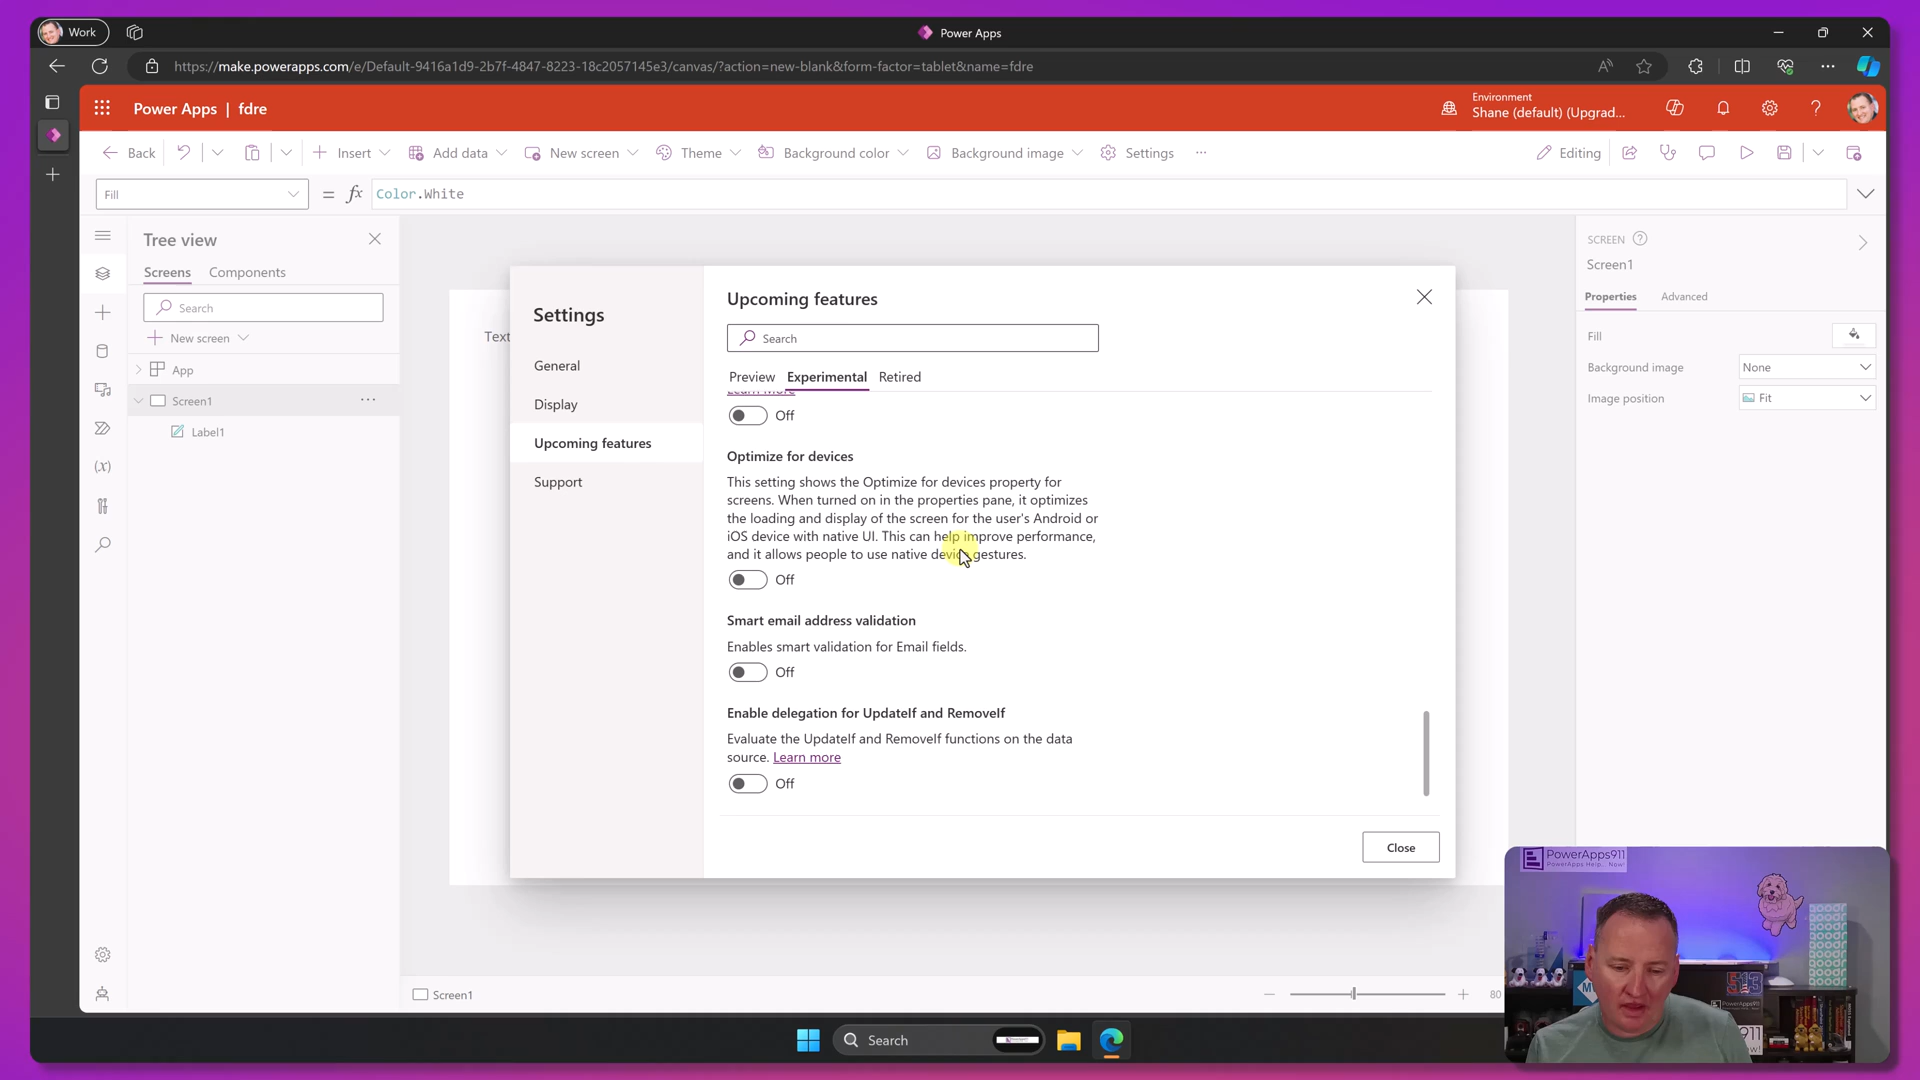 Work
Power Apps
https://make.powerapps.com/e/Default-9416a1d9-2b7f-4847-8223-18c2057145e3/canvas/?action=new-blank&form-factor=tablet&name=fdre
Power Apps | fdre
Environment
Shane (default) (Upgrad...
Back
Insert
Add data
New screen
Theme
Background color
Background image
Settings
Editing
Fill
= fx Color.White
Tree view
Screens
Components
Search
New screen
App
Screen1
Label1
Text
Settings
General
Display
Upcoming features
Support
Upcoming features
Search
Preview
Experimental
Retired
Learn More
Off
Optimize for devices
This setting shows the Optimize for devices property for
screens. When turned on in the properties pane, it optimizes
the loading and display of the screen for the user's Android or
iOS device with native UI. This can help improve performance,
and it allows people to use native device gestures.
Off
Smart email address validation
Enables smart validation for Email fields.
Off
Enable delegation for UpdateIf and RemoveIf
Evaluate the UpdateIf and RemoveIf functions on the data
source. Learn more
Off
Close
SCREEN
Screen1
Properties
Advanced
Fill
Background image
None
Image position
Fit
Screen1
80
PowerApps911
PowerApps Help... Now!
513
Search